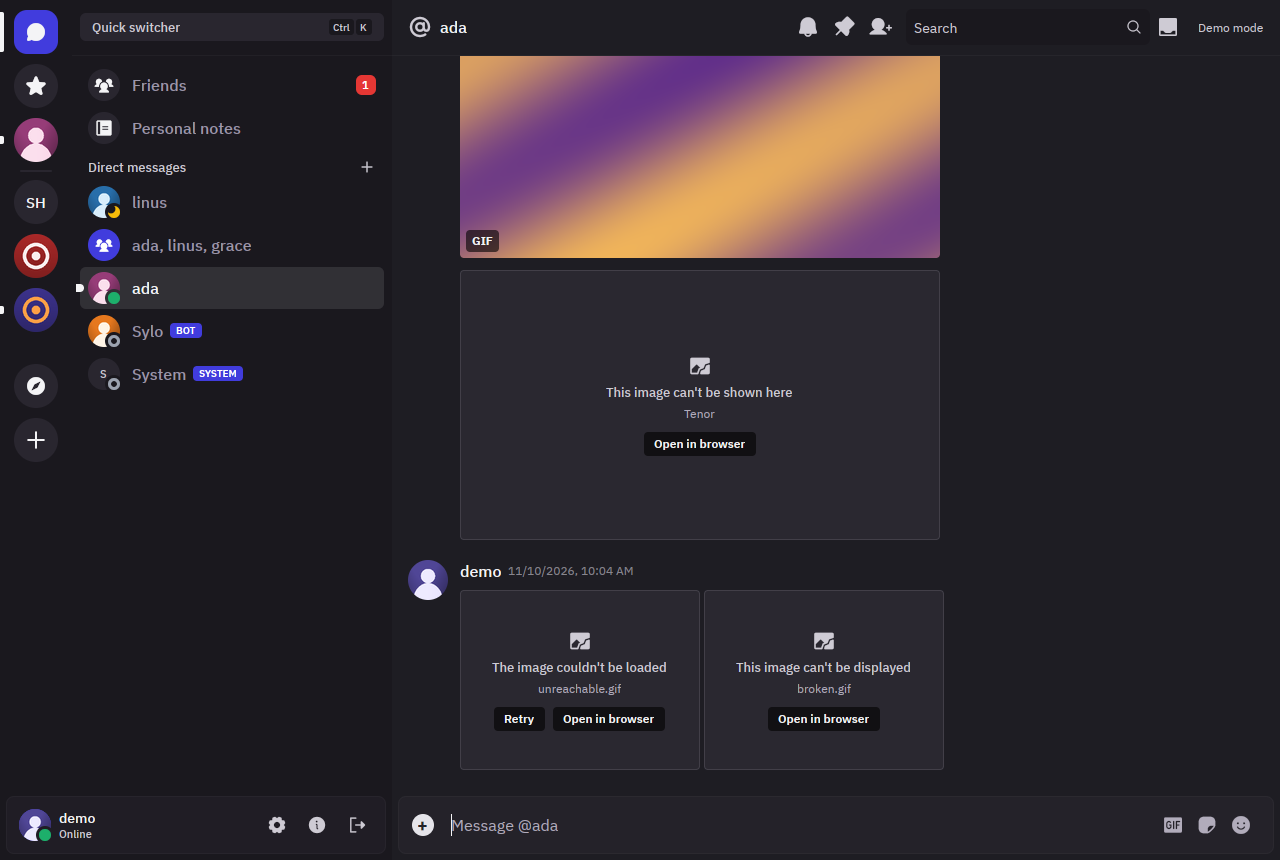 Quick switcher
Ctrl K
ada
Search
Demo mode
Friends
1
Personal notes
Direct messages
SH
linus
ada, linus, grace
ada
Sylo BOT
S
System SYSTEM
GIF
This image can't be shown here
Tenor
Open in browser
demo 11/10/2026, 10:04 AM
The image couldn't be loaded
unreachable.gif
Retry
Open in browser
This image can't be displayed
broken.gif
Open in browser
demo
Online
Message @ada
GIF